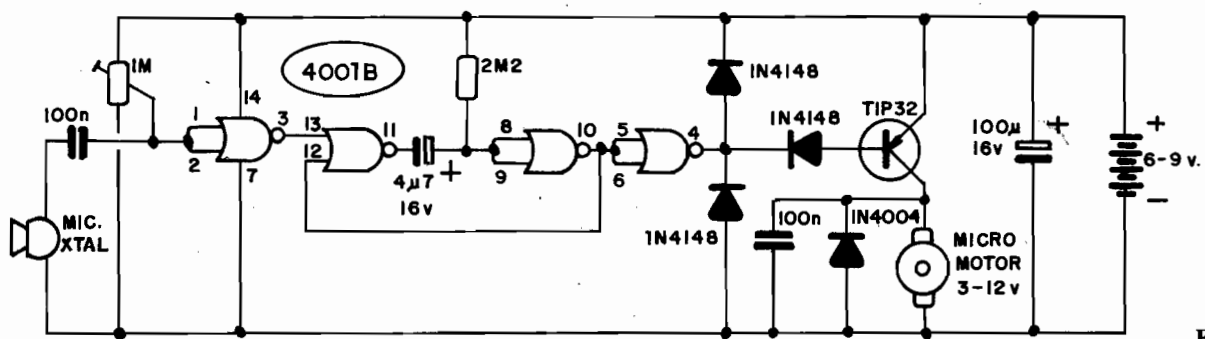 1M
100n
1
2
14
3
7
4001B
13
12
11
4µ7
+
16v
2M2
8
9
10
5
6
4
1N4148
1N4148
1N4148
TIP32
100n
1N4004
100µ
16v
+
+
6-9 v.
−
MIC.
XTAL
MICRO
MOTOR
3-12v